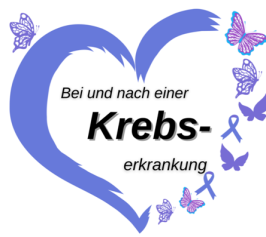 Bei und nach einer
Krebs-
erkrankung